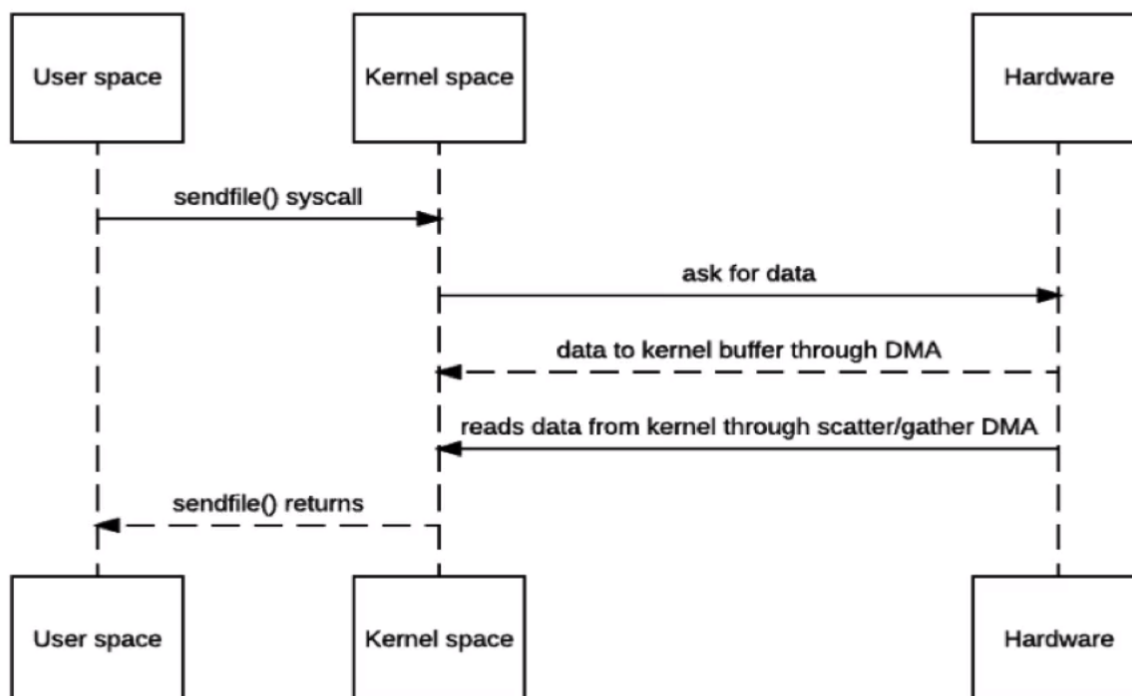 User space
Kernel space
Hardware
sendfile() syscall
ask for data
data to kernel buffer through DMA
reads data from kernel through scatter/gather DMA
sendfile() returns
User space
Kernel space
Hardware